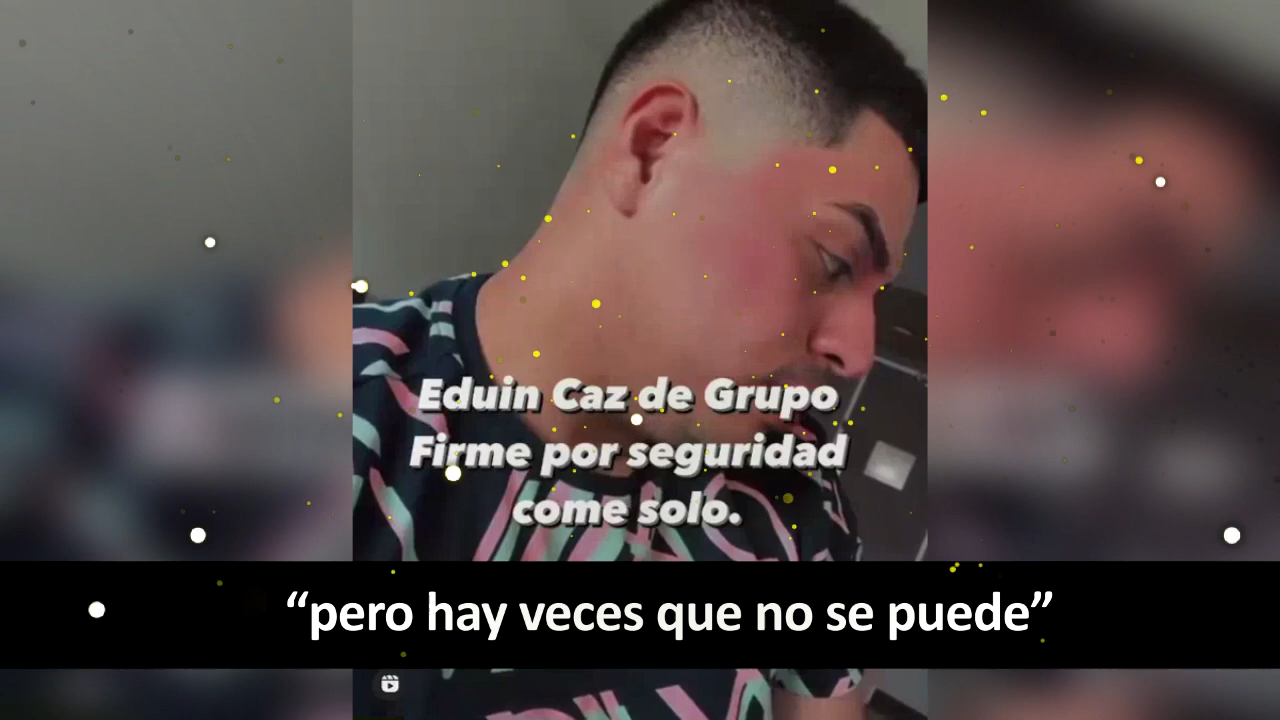 Eduin Caz de Grupo
Firme por seguridad
come solo.
“pero hay veces que no se puede”